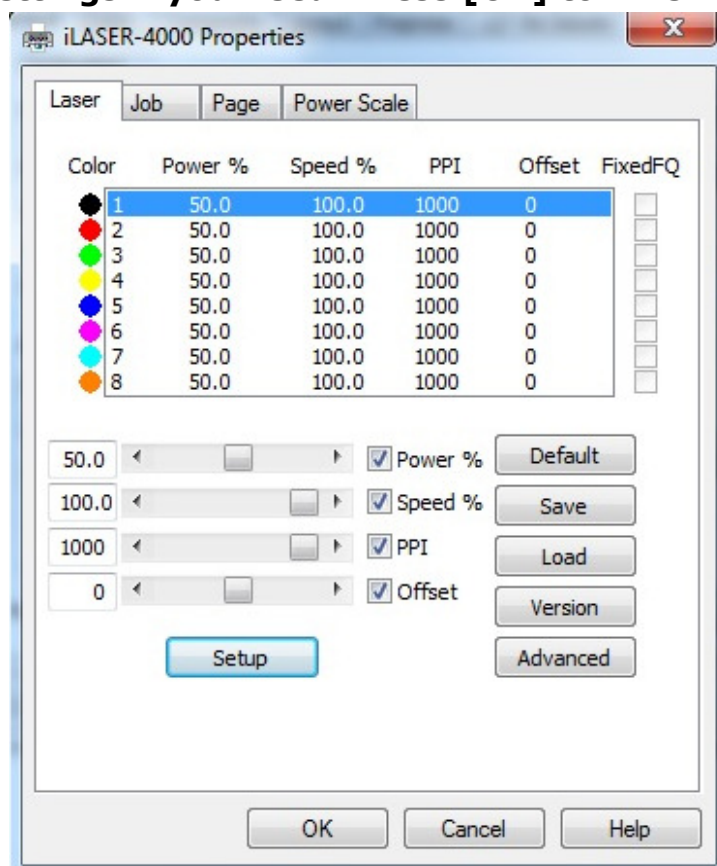 iLASER-4000 Properties
Laser Job Page Power Scale
Color Power % Speed % PPI Offset FixedFQ
1 50.0 100.0 1000 0
2 50.0 100.0 1000 0
3 50.0 100.0 1000 0
4 50.0 100.0 1000 0
5 50.0 100.0 1000 0
6 50.0 100.0 1000 0
7 50.0 100.0 1000 0
8 50.0 100.0 1000 0
50.0 Power % Default
100.0 Speed % Save
1000 PPI Load
0 Offset Version
Setup Advanced
OK Cancel Help